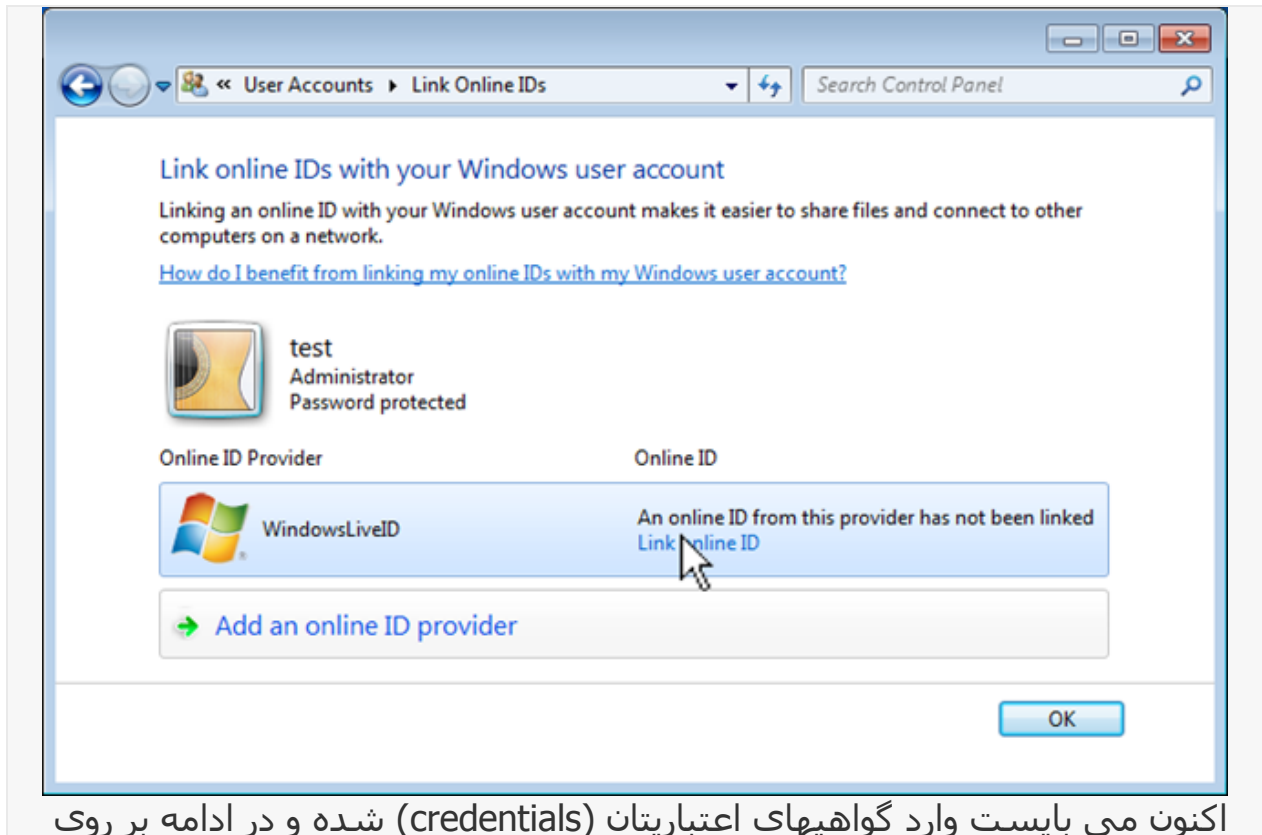 « User Accounts ▸ Link Online IDs
Search Control Panel
Link online IDs with your Windows user account
Linking an online ID with your Windows user account makes it easier to share files and connect to other
computers on a network.
How do I benefit from linking my online IDs with my Windows user account?
test
Administrator
Password protected
Online ID Provider
Online ID
WindowsLiveID
An online ID from this provider has not been linked
Link online ID
Add an online ID provider
OK
اکنون می بایست وارد گواهیهای اعتباریتان (credentials) شده و در ادامه بر روی